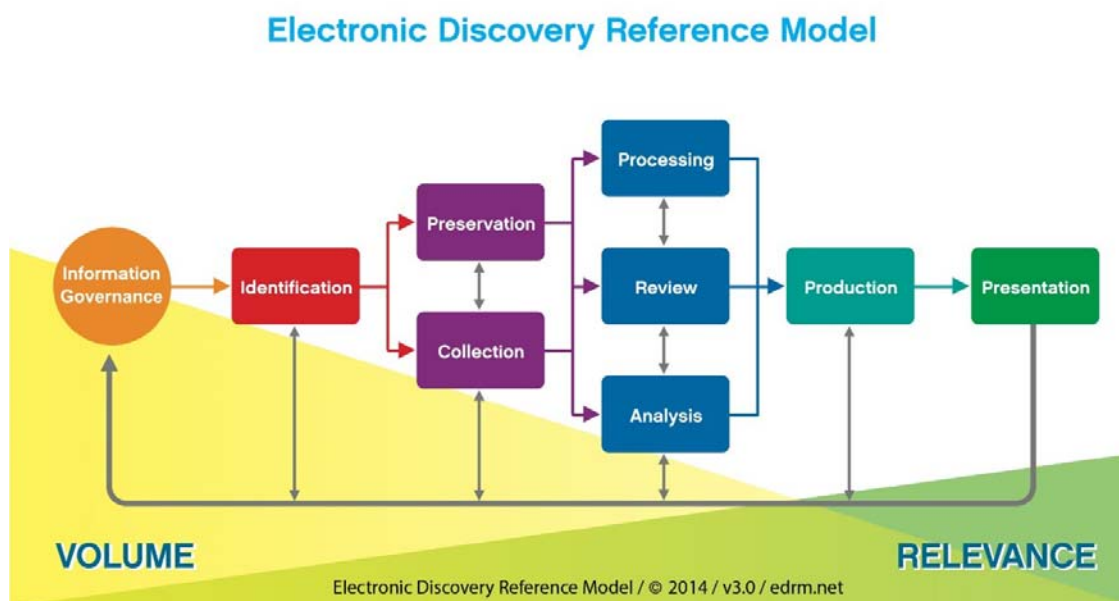 Electronic Discovery Reference Model
Information
Governance
Identification
Preservation
Collection
Processing
Review
Analysis
Production
Presentation
VOLUME
RELEVANCE
Electronic Discovery Reference Model / © 2014 / v3.0 / edrm.net